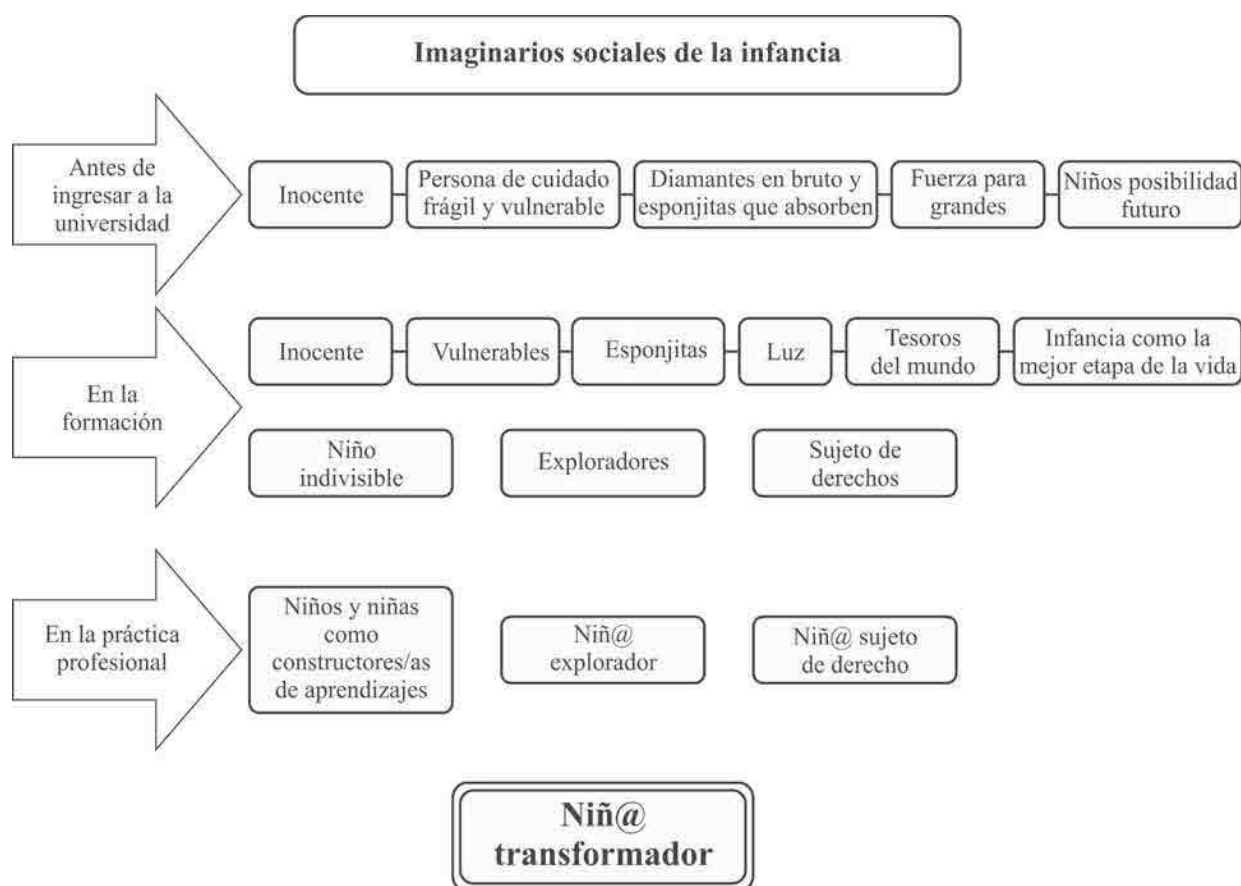 Imaginarios sociales de la infancia
Antes de
ingresar a la
universidad
Inocente
Persona de cuidado
frágil y vulnerable
Diamantes en bruto y
esponjitas que absorben
Fuerza para
grandes
Niños posibilidad
futuro
En la
formación
Inocente
Vulnerables
Esponjitas
Luz
Tesoros
del mundo
Infancia como la
mejor etapa de la vida
Niño
indivisible
Exploradores
Sujeto de
derechos
En la práctica
profesional
Niños y niñas
como
constructores/as
de aprendizajes
Niñ@
explorador
Niñ@ sujeto
de derecho
Niñ@
transformador